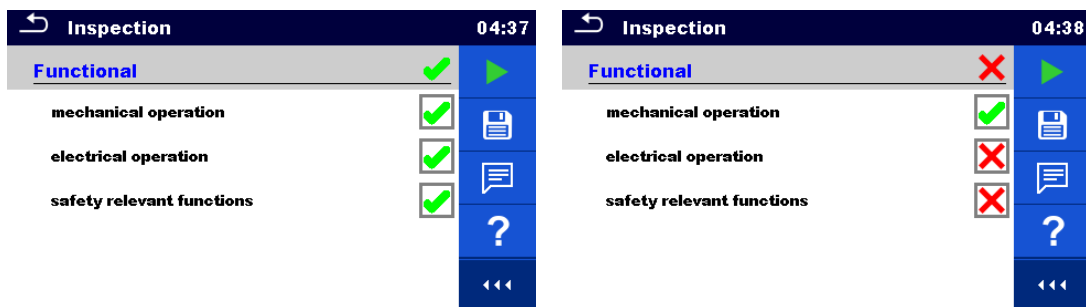 Inspection 04:37
Functional
mechanical operation
electrical operation
safety relevant functions
?
Inspection 04:38
Functional
mechanical operation
electrical operation
safety relevant functions
?